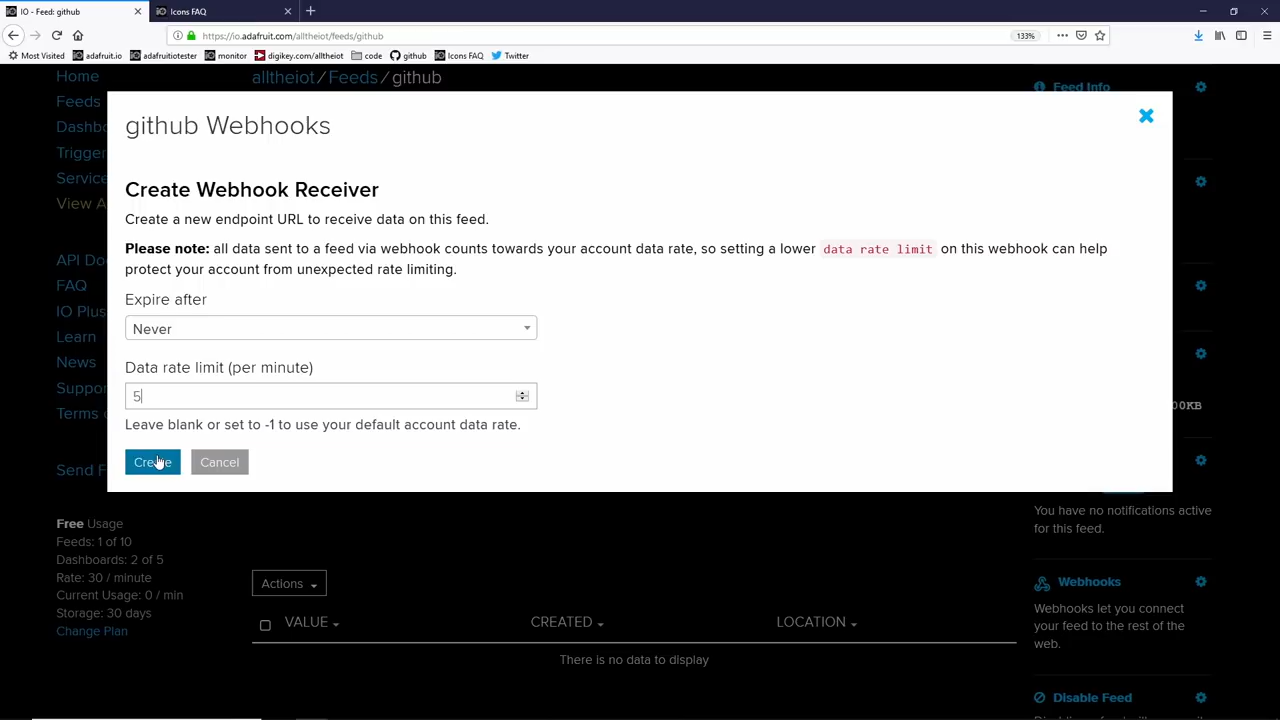 IO - Feed: github
Icons FAQ
https://io.adafruit.com/alltheiot/feeds/github
133%
Most Visited
adafruit.io
adafruitotester
monitor
digikey.com/alltheiot
code
github
Icons FAQ
Twitter
Home
alltheiot / Feeds / github
Feed Info
Feeds
Dashbo
Trigger
Service
View A
github Webhooks
Create Webhook Receiver
Create a new endpoint URL to receive data on this feed.
Please note: all data sent to a feed via webhook counts towards your account data rate, so setting a lower data rate limit on this webhook can help
protect your account from unexpected rate limiting.
Expire after
Never
Data rate limit (per minute)
5
Leave blank or set to -1 to use your default account data rate.
Create
Cancel
API Do
FAQ
IO Plus
Learn
News
Suppor
Terms o
Send F
00KB
Free Usage
Feeds: 1 of 10
Dashboards: 2 of 5
Rate: 30 / minute
Current Usage: 0 / min
Storage: 30 days
Change Plan
Actions
VALUE
CREATED
LOCATION
There is no data to display
You have no notifications active
for this feed.
Webhooks
Webhooks let you connect
your feed to the rest of the
web.
Disable Feed